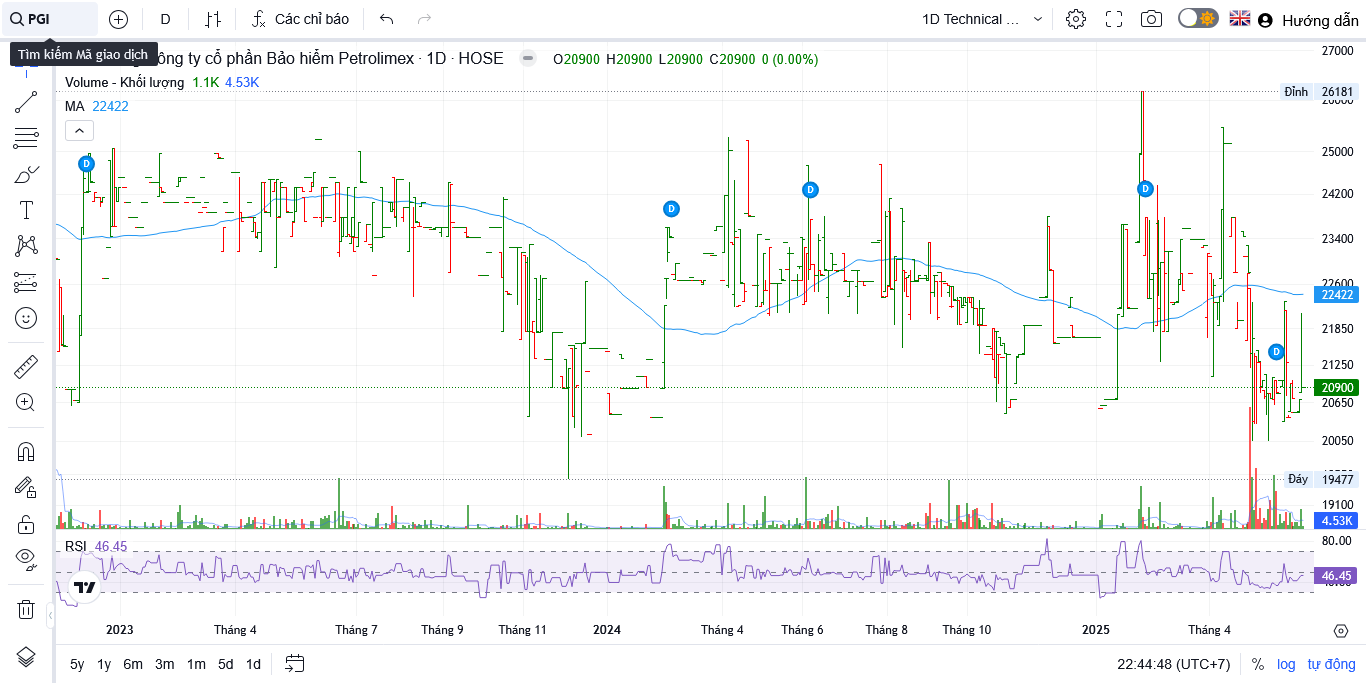 PGI
D
Các chỉ báo
1D Technical ...
Hướng dẫn
Tìm kiếm Mã giao dịch
ông ty cổ phần Bảo hiểm Petrolimex · 1D · HOSE
O20900 H20900 L20900 C20900 0 (0.00%)
Volume - Khối lượng 1.1K 4.53K
MA 22422
27000
Đỉnh 26181
26000
25000
24200
23400
22600
22422
21850
21250
20900
20650
20050
Đáy 19477
19100
4.53K
D
D
D
D
D
RSI 46.45
80.00
46.45
2023
Tháng 4
Tháng 7
Tháng 9
Tháng 11
2024
Tháng 4
Tháng 6
Tháng 8
Tháng 10
2025
Tháng 4
5y 1y 6m 3m 1m 5d 1d
22:44:48 (UTC+7)
% log tự động